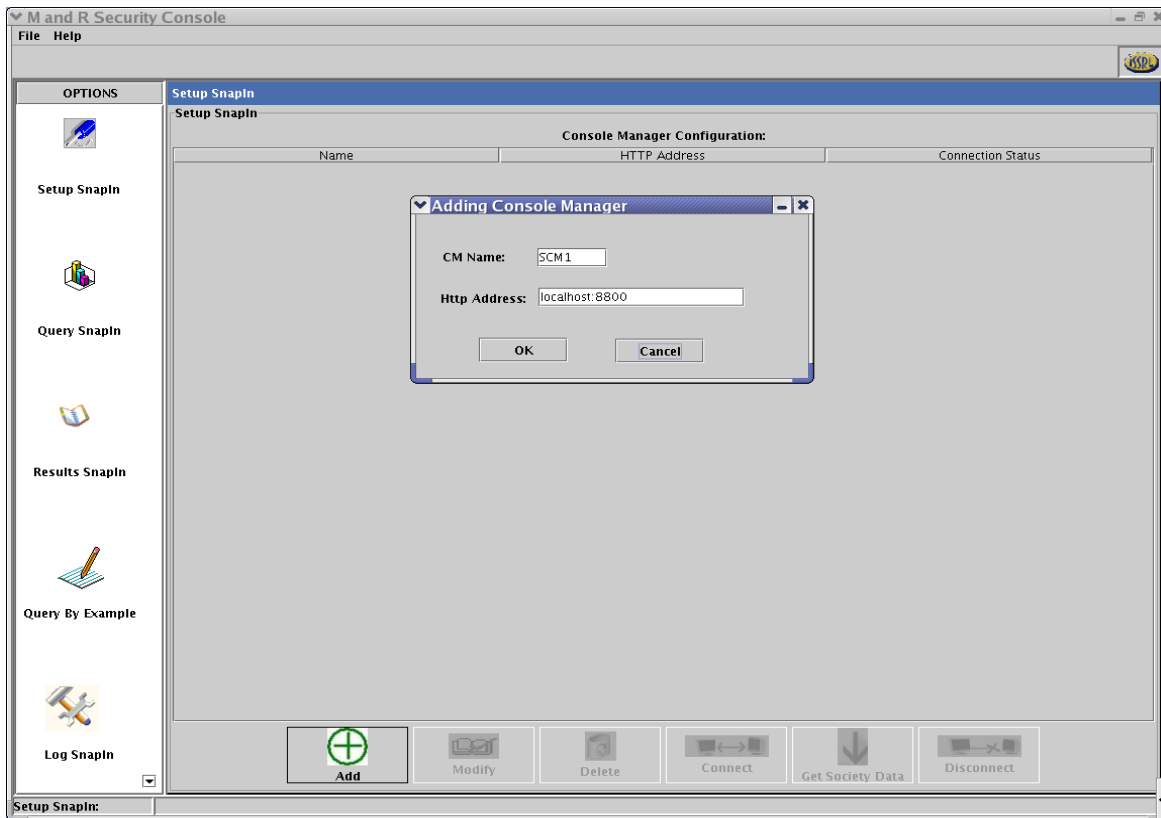 M and R Security Console
File Help
ISSRL
OPTIONS
Setup SnapIn
Query SnapIn
Results SnapIn
Query By Example
Log SnapIn
Setup SnapIn
Setup SnapIn
Console Manager Configuration:
Name HTTP Address Connection Status
Adding Console Manager
CM Name: SCM1
Http Address: localhost:8800
OK Cancel
Add Modify Delete Connect Get Society Data Disconnect
Setup SnapIn: